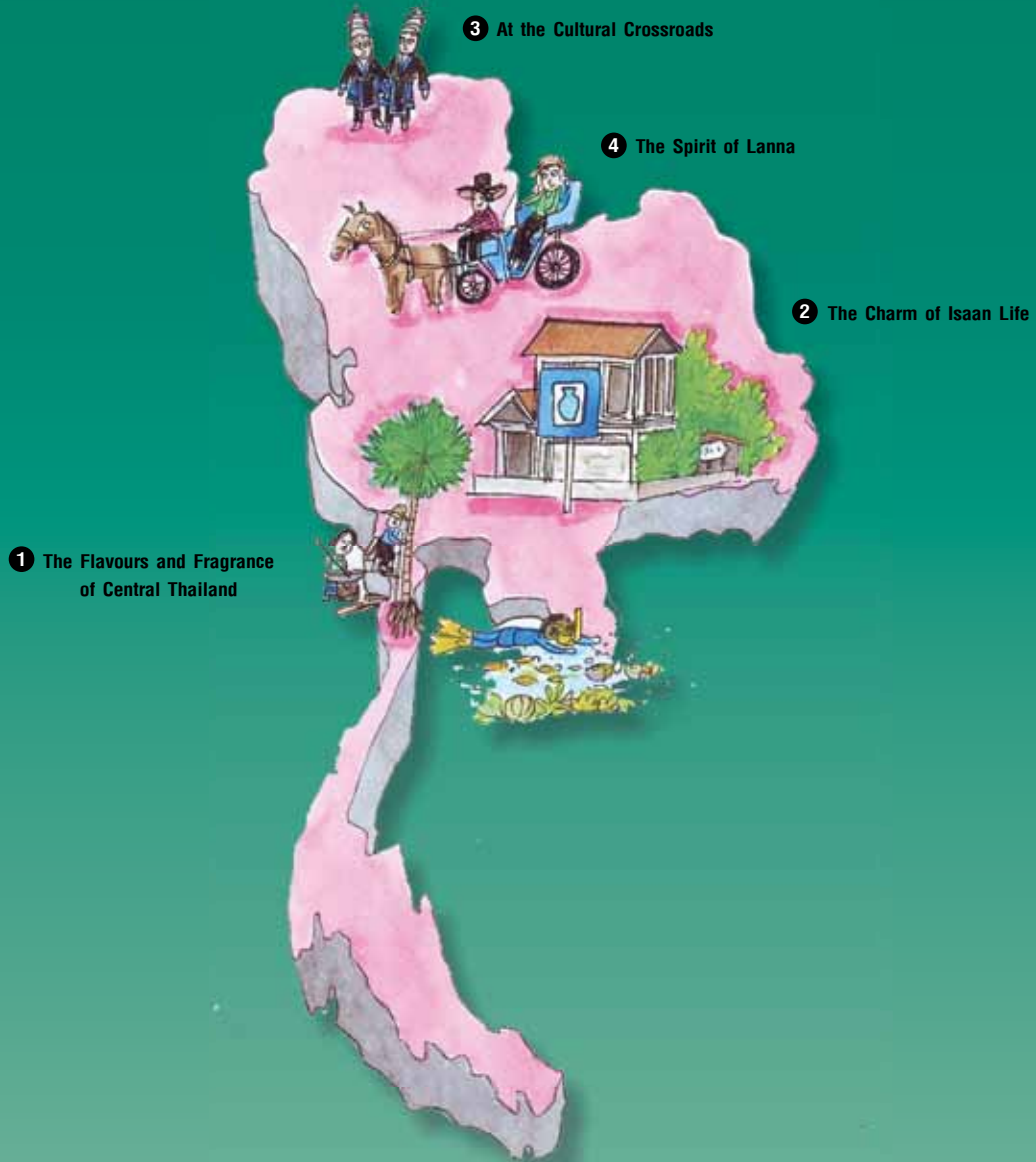 3 At the Cultural Crossroads
4 The Spirit of Lanna
2 The Charm of Isaan Life
1 The Flavours and Fragrance
of Central Thailand